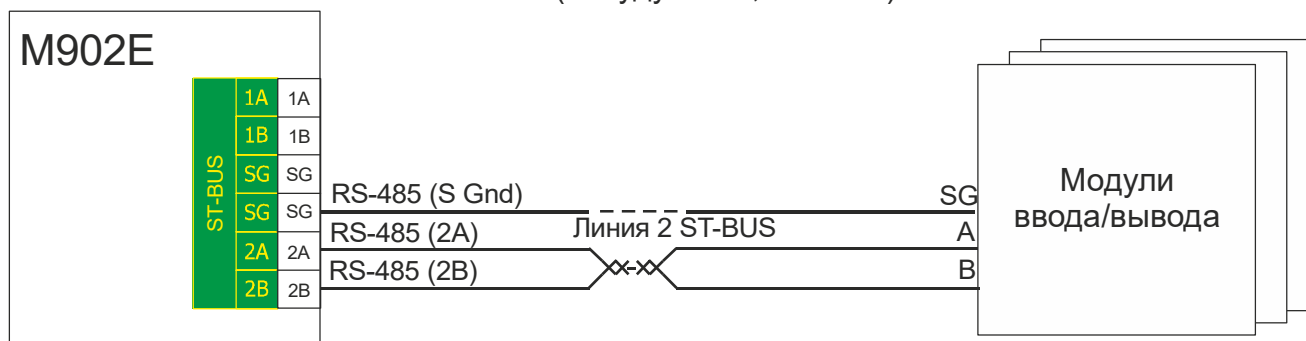 M902E
ST-BUS
1A 1A
1B 1B
SG SG
SG SG
2A 2A
2B 2B
RS-485 (S Gnd)
RS-485 (2A)
RS-485 (2B)
Линия 2 ST-BUS
SG
A
B
Модули
ввода/вывода